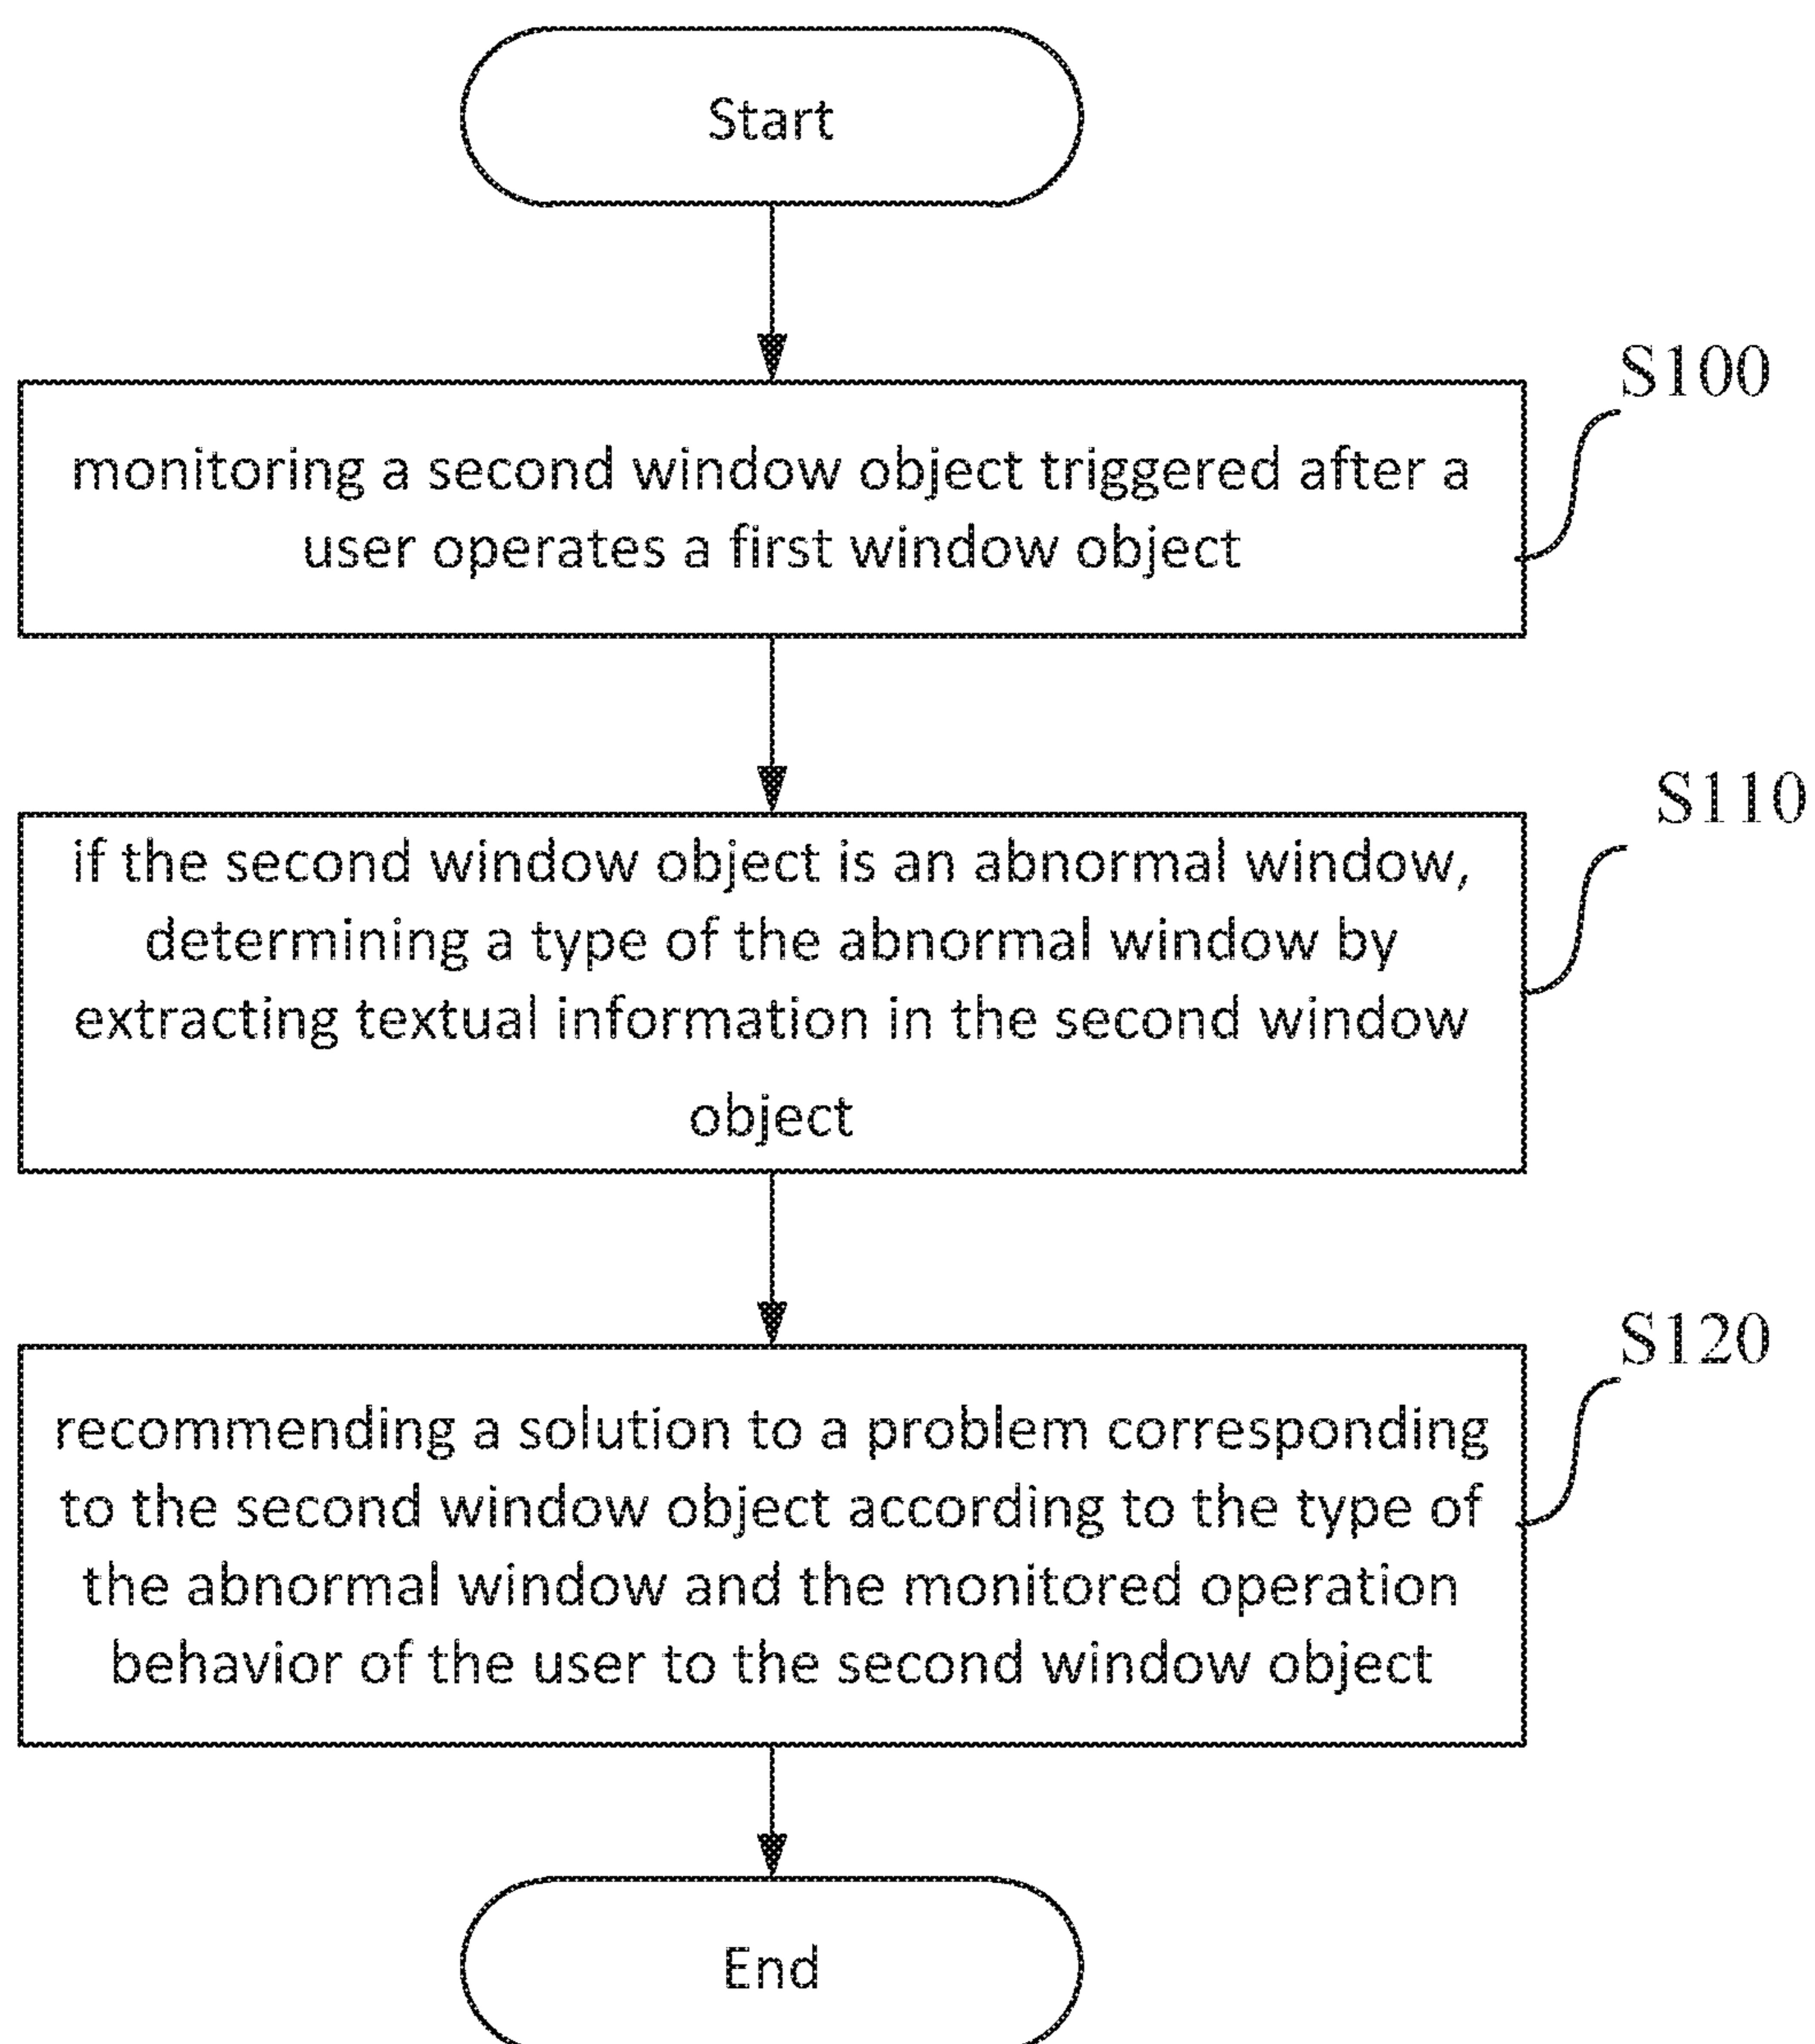 Start
S100
monitoring a second window object triggered after a
user operates a first window object
S110
if the second window object is an abnormal window,
determining a type of the abnormal window by
extracting textual information in the second window
object
S120
recommending a solution to a problem corresponding
to the second window object according to the type of
the abnormal window and the monitored operation
behavior of the user to the second window object
End